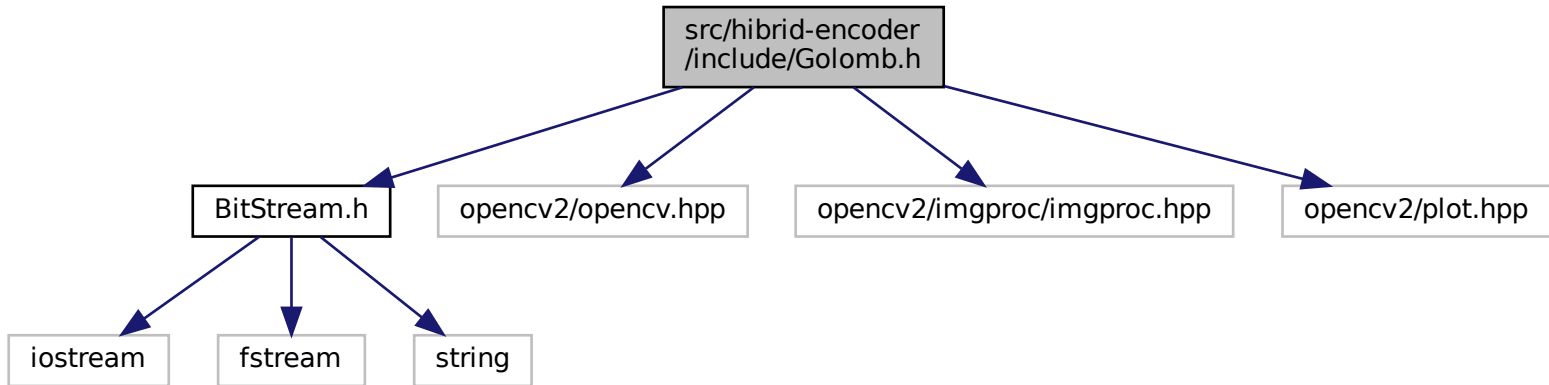 src/hibrid-encoder
/include/Golomb.h
BitStream.h
opencv2/opencv.hpp
opencv2/imgproc/imgproc.hpp
opencv2/plot.hpp
iostream
fstream
string